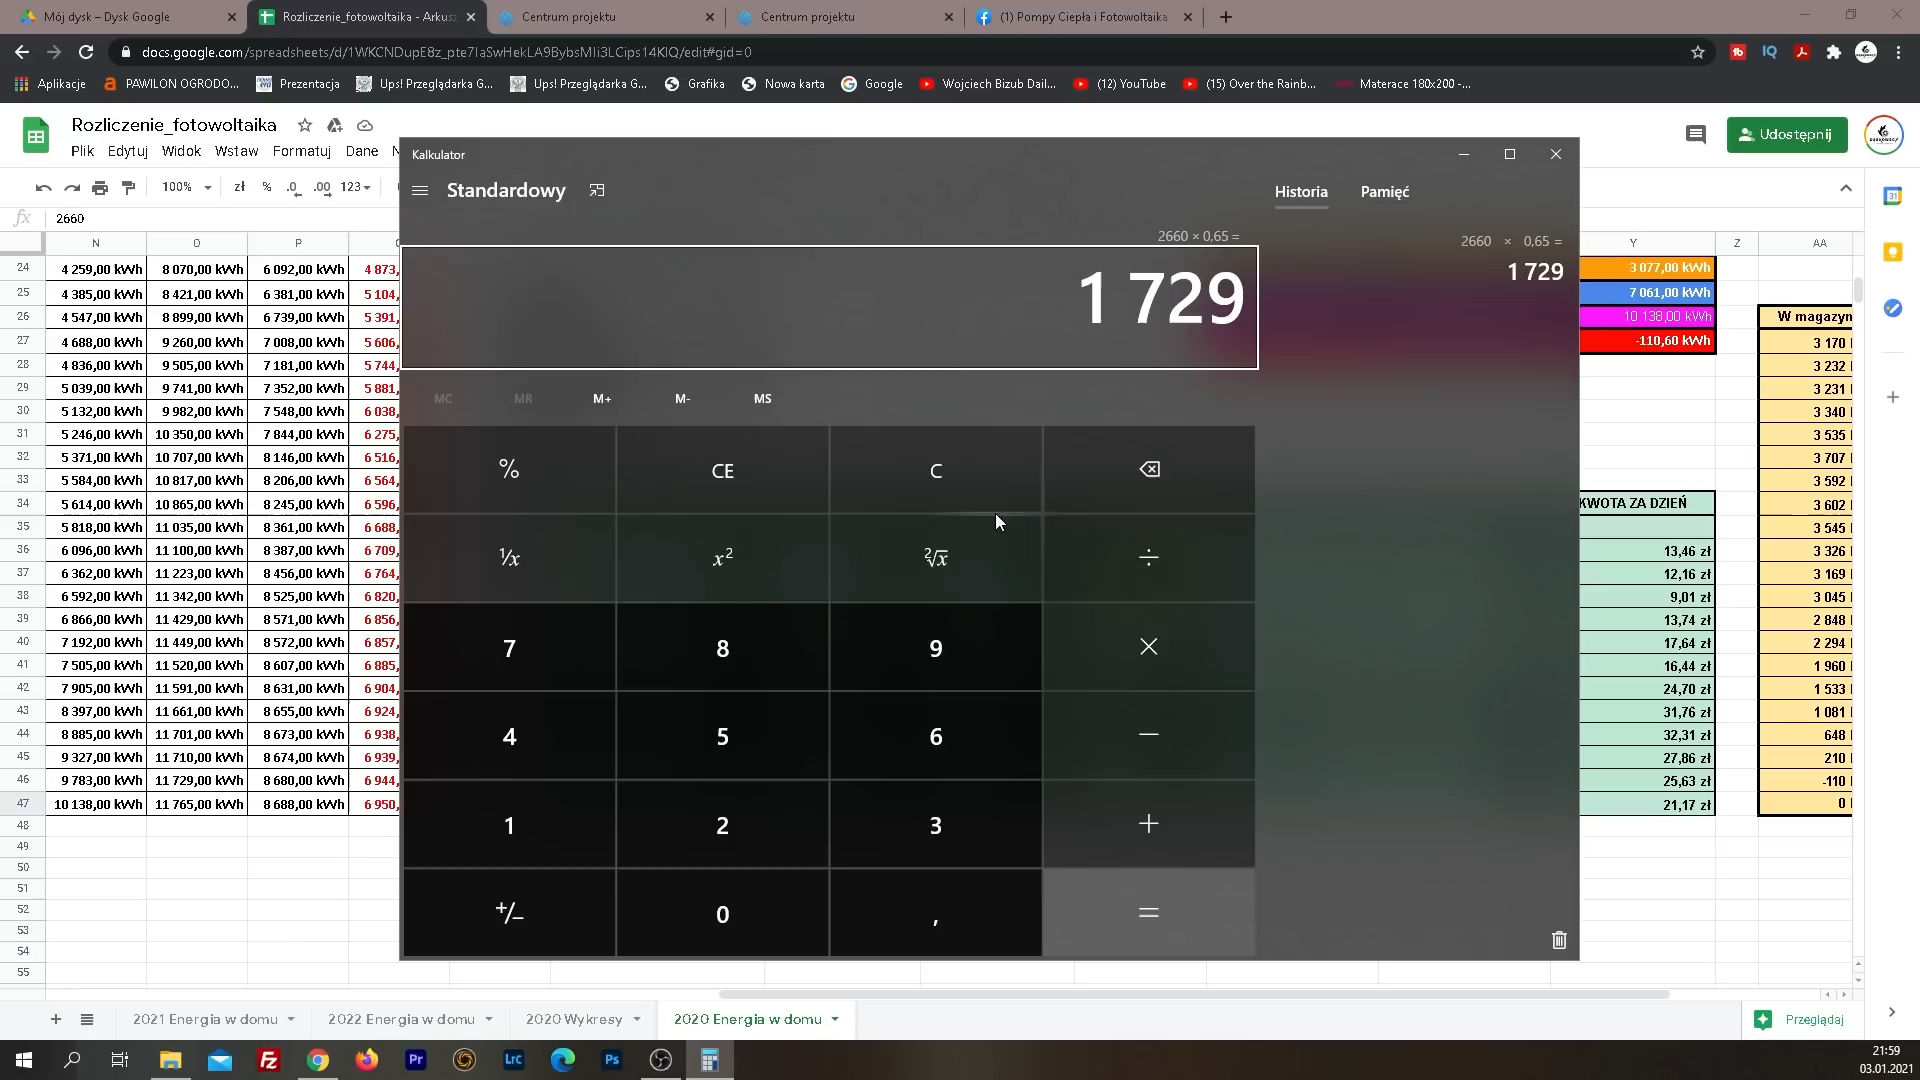 Mój dysk – Dysk Google
Rozliczenie_fotowoltaika - Arkusz
Centrum projektu
Centrum projektu
(1) Pompy Ciepła i Fotowoltaika
docs.google.com/spreadsheets/d/1WKCNDupE8z_pte7IaSwHekLA9BybsMIi3LCips14KlQ/edit#gid=0
Aplikacje
PAWILON OGRODO...
Prezentacja
Ups! Przeglądarka G...
Ups! Przeglądarka G...
Grafika
Nowa karta
Google
Wojciech Bizub Dail...
(12) YouTube
(15) Over the Rainb...
Materace 180x200 -...
Rozliczenie_fotowoltaika
Plik Edytuj Widok Wstaw Formatuj Dane N
Udostępnij
100% zł % .0 .00 123
fx 2660
N O P Y Z AA
24 4 259,00 kWh 8 070,00 kWh 6 092,00 kWh 4 873, 3 077,00 kWh
25 4 385,00 kWh 8 421,00 kWh 6 381,00 kWh 5 104, 7 061,00 kWh
26 4 547,00 kWh 8 899,00 kWh 6 739,00 kWh 5 391, 10 138,00 kWh W magazyn
27 4 688,00 kWh 9 260,00 kWh 7 008,00 kWh 5 606, -110,60 kWh 3 170
28 4 836,00 kWh 9 505,00 kWh 7 181,00 kWh 5 744, 3 232
29 5 039,00 kWh 9 741,00 kWh 7 352,00 kWh 5 881, 3 231
30 5 132,00 kWh 9 982,00 kWh 7 548,00 kWh 6 038, 3 340
31 5 246,00 kWh 10 350,00 kWh 7 844,00 kWh 6 275, 3 535
32 5 371,00 kWh 10 707,00 kWh 8 146,00 kWh 6 516, 3 707
33 5 584,00 kWh 10 817,00 kWh 8 206,00 kWh 6 564, 3 592
34 5 614,00 kWh 10 865,00 kWh 8 245,00 kWh 6 596, KWOTA ZA DZIEŃ 3 602
35 5 818,00 kWh 11 035,00 kWh 8 361,00 kWh 6 688, 3 545
36 6 096,00 kWh 11 100,00 kWh 8 387,00 kWh 6 709, 13,46 zł 3 326
37 6 362,00 kWh 11 223,00 kWh 8 456,00 kWh 6 764, 12,16 zł 3 169
38 6 592,00 kWh 11 342,00 kWh 8 525,00 kWh 6 820, 9,01 zł 3 045
39 6 866,00 kWh 11 429,00 kWh 8 571,00 kWh 6 856, 13,74 zł 2 848
40 7 192,00 kWh 11 449,00 kWh 8 572,00 kWh 6 857, 17,64 zł 2 294
41 7 505,00 kWh 11 520,00 kWh 8 607,00 kWh 6 885, 16,44 zł 1 960
42 7 905,00 kWh 11 591,00 kWh 8 631,00 kWh 6 904, 24,70 zł 1 533
43 8 397,00 kWh 11 661,00 kWh 8 655,00 kWh 6 924, 31,76 zł 1 081
44 8 885,00 kWh 11 701,00 kWh 8 673,00 kWh 6 938, 32,31 zł 648
45 9 327,00 kWh 11 710,00 kWh 8 674,00 kWh 6 939, 27,86 zł 210
46 9 783,00 kWh 11 729,00 kWh 8 680,00 kWh 6 944, 25,63 zł -110
47 10 138,00 kWh 11 765,00 kWh 8 688,00 kWh 6 950, 21,17 zł 0
48
49
50
51
52
53
54
55
Kalkulator
Standardowy
Historia Pamięć
2660 × 0,65 =
1 729
2660 × 0,65 =
1 729
MC MR M+ M- MS
% CE C
⅟x x² ²√x ÷
7 8 9 ×
4 5 6 −
1 2 3 +
+/− 0 , =
2021 Energia w domu
2022 Energia w domu
2020 Wykresy
2020 Energia w domu
Przeglądaj
21:59
03.01.2021